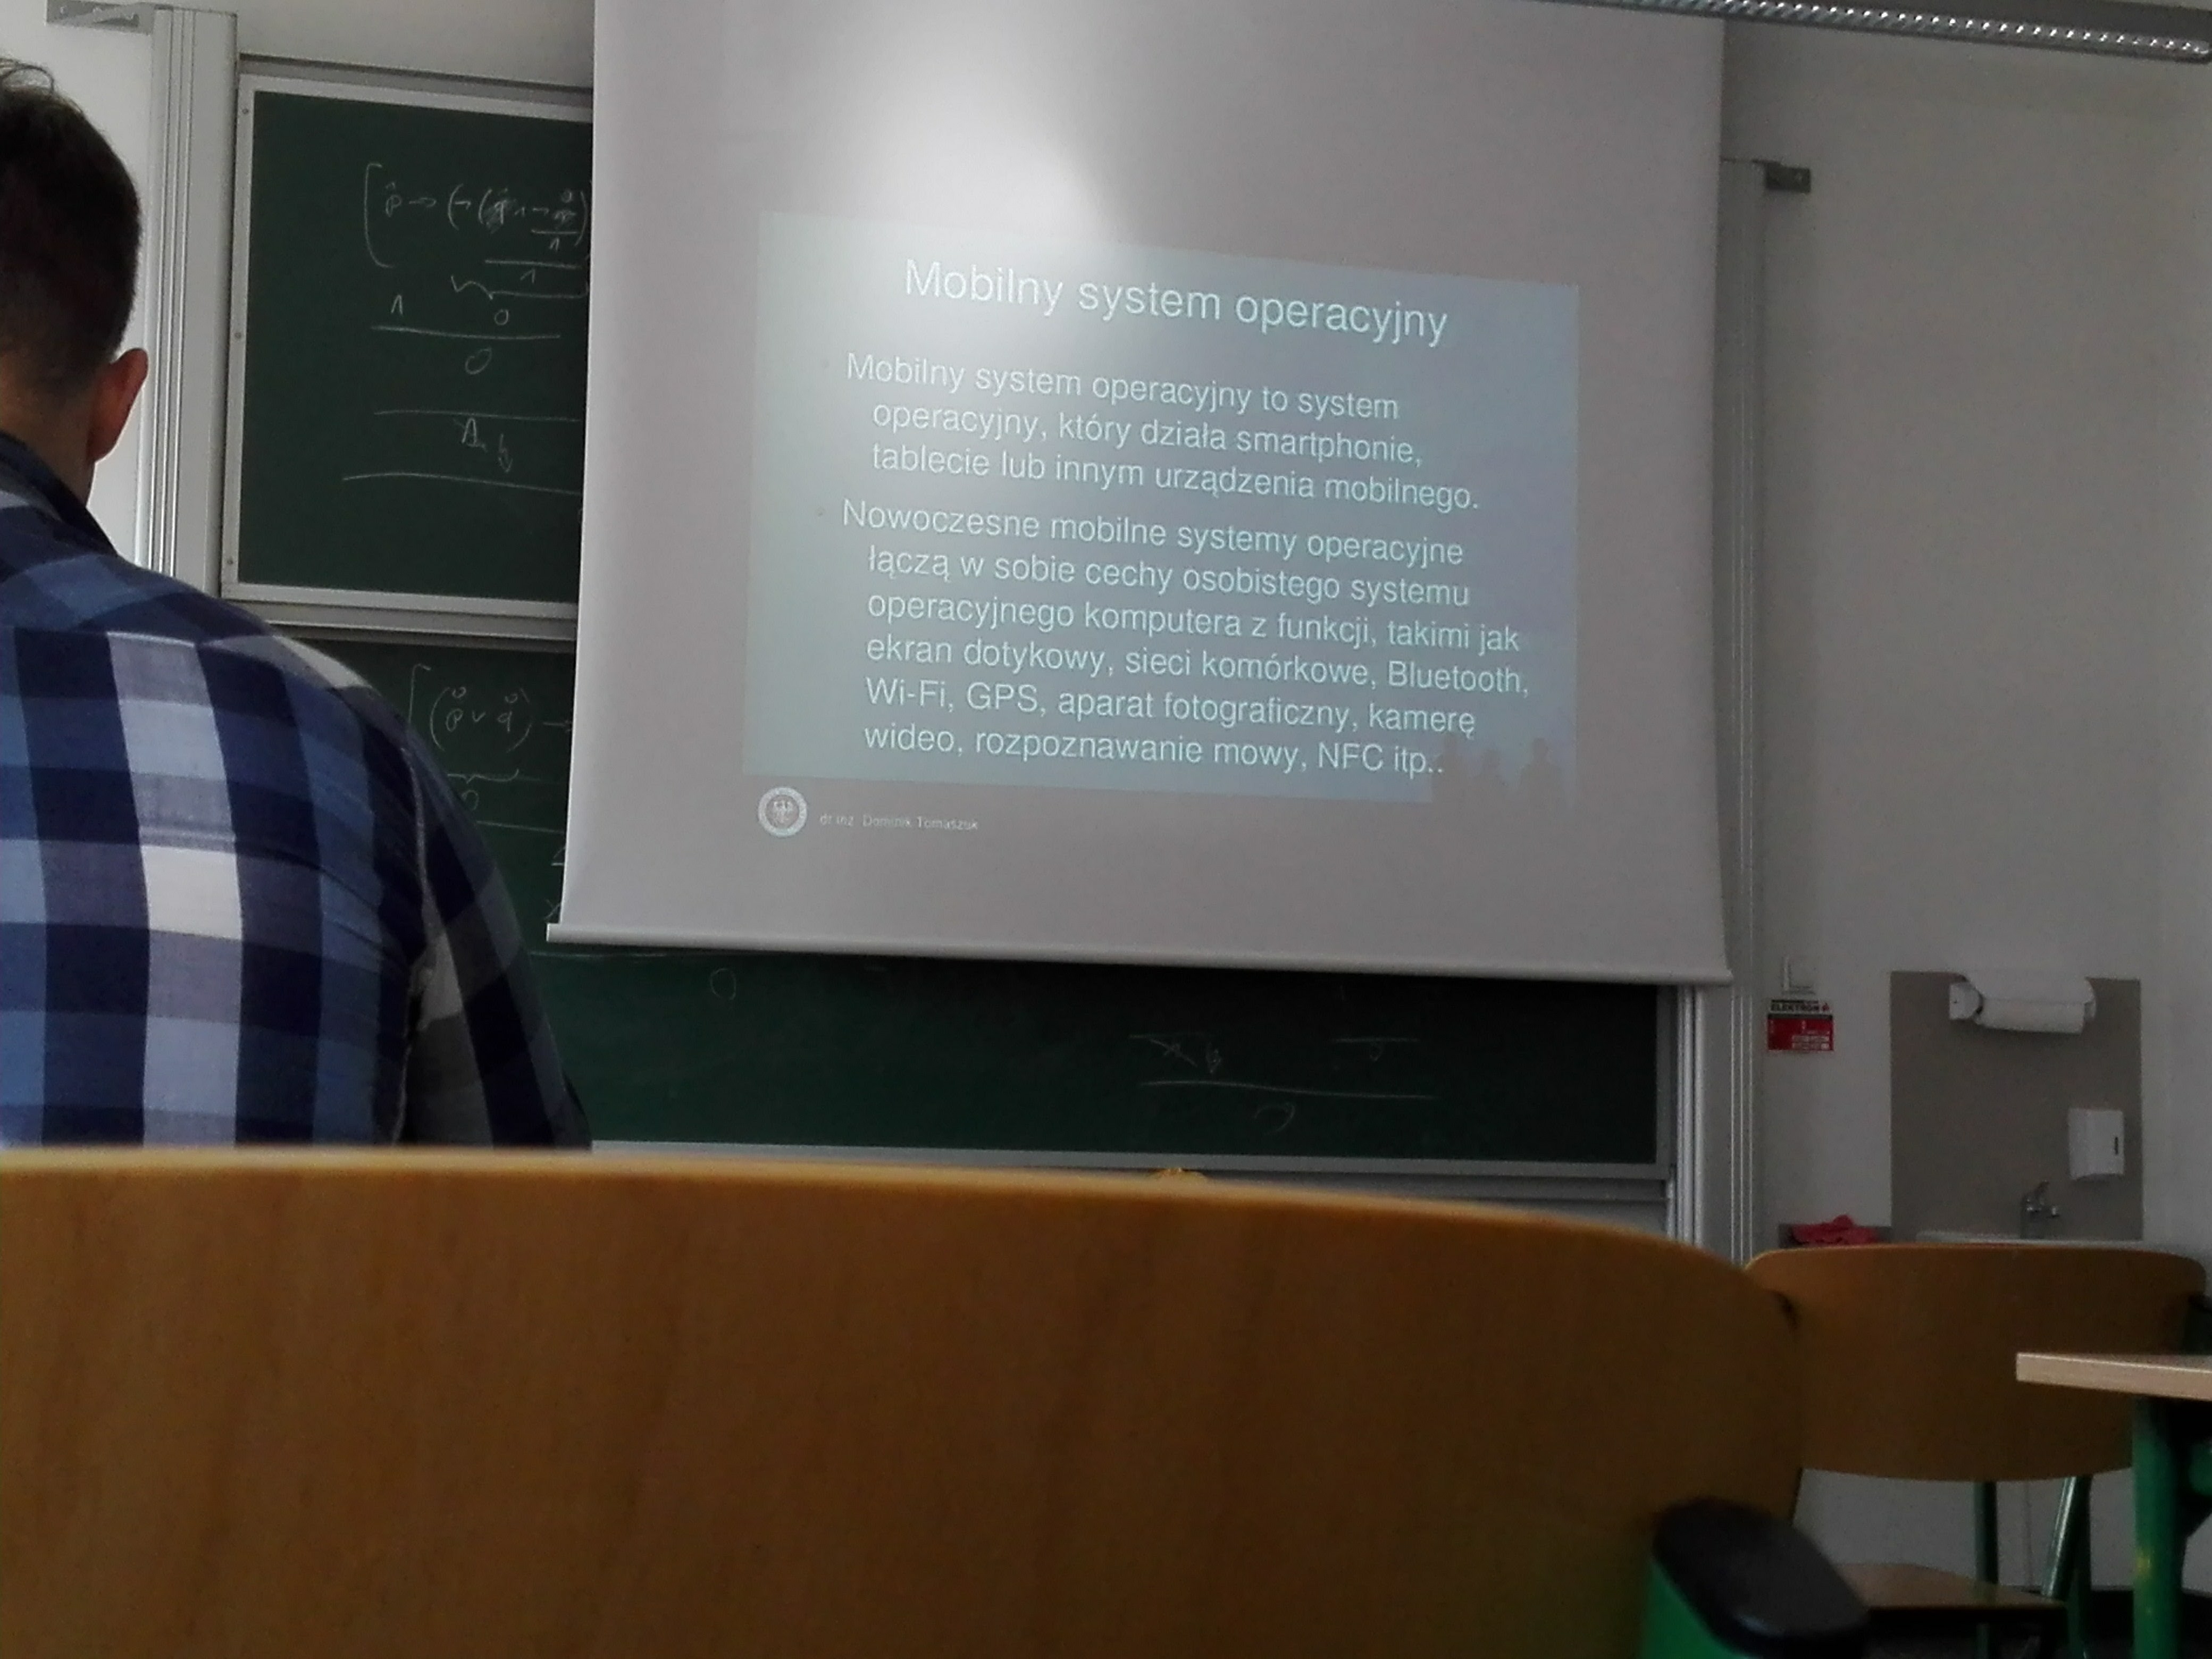 Mobilny system operacyjny
Mobilny system operacyjny to system
operacyjny, który działa smartphonie,
tablecie lub innym urządzenia mobilnego.
Nowoczesne mobilne systemy operacyjne
łączą w sobie cechy osobistego systemu
operacyjnego komputera z funkcji, takimi jak
ekran dotykowy, sieci komórkowe, Bluetooth,
Wi-Fi, GPS, aparat fotograficzny, kamerę
wideo, rozpoznawanie mowy, NFC itp..
dr inż. Dominik Tomaszuk
ELEKTRON